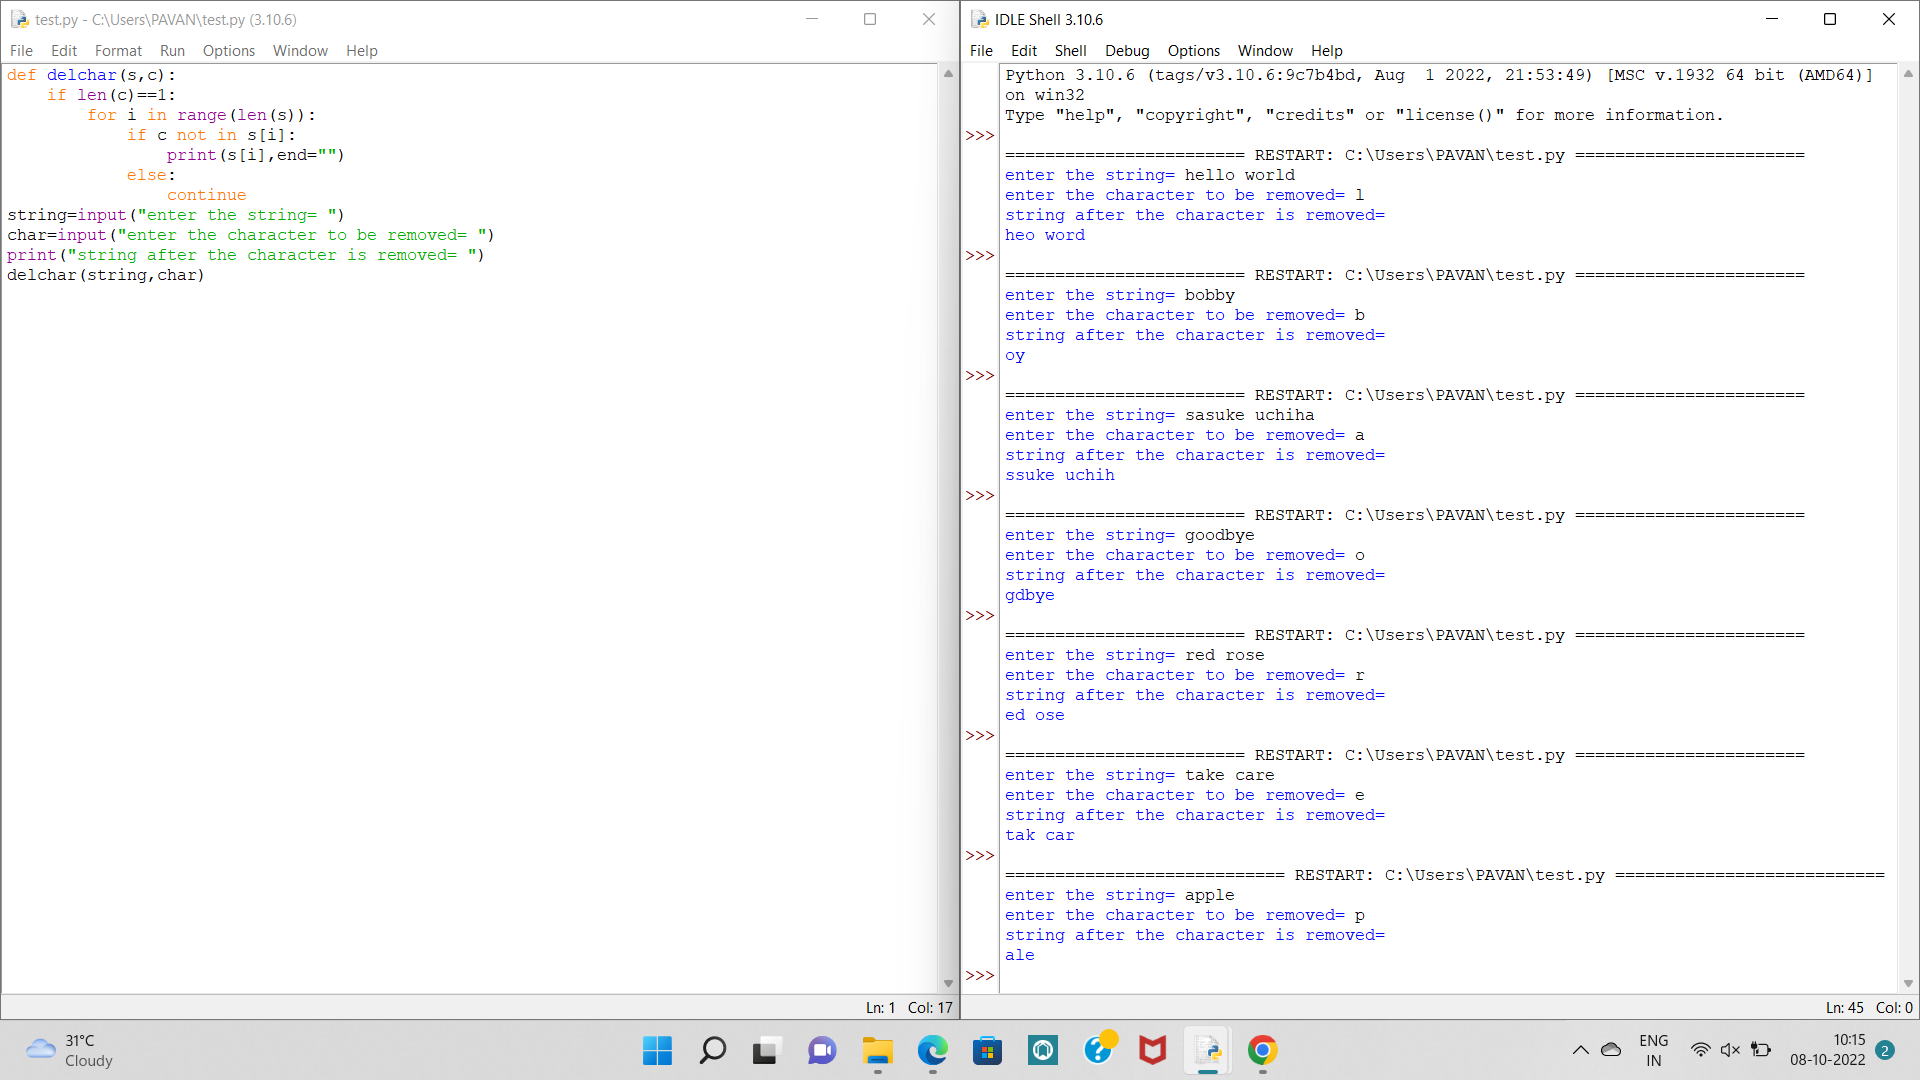 test.py - C:\Users\PAVAN\test.py (3.10.6)
File Edit Format Run Options Window Help
def delchar(s,c):
    if len(c)==1:
        for i in range(len(s)):
            if c not in s[i]:
                print(s[i],end="")
            else:
                continue
string=input("enter the string= ")
char=input("enter the character to be removed= ")
print("string after the character is removed= ")
delchar(string,char)
Ln: 1 Col: 17
IDLE Shell 3.10.6
File Edit Shell Debug Options Window Help
Python 3.10.6 (tags/v3.10.6:9c7b4bd, Aug  1 2022, 21:53:49) [MSC v.1932 64 bit (AMD64)]
on win32
Type "help", "copyright", "credits" or "license()" for more information.
>>>
======================== RESTART: C:\Users\PAVAN\test.py =======================
enter the string= hello world
enter the character to be removed= l
string after the character is removed=
heo word
>>>
======================== RESTART: C:\Users\PAVAN\test.py =======================
enter the string= bobby
enter the character to be removed= b
string after the character is removed=
oy
>>>
======================== RESTART: C:\Users\PAVAN\test.py =======================
enter the string= sasuke uchiha
enter the character to be removed= a
string after the character is removed=
ssuke uchih
>>>
======================== RESTART: C:\Users\PAVAN\test.py =======================
enter the string= goodbye
enter the character to be removed= o
string after the character is removed=
gdbye
>>>
======================== RESTART: C:\Users\PAVAN\test.py =======================
enter the string= red rose
enter the character to be removed= r
string after the character is removed=
ed ose
>>>
======================== RESTART: C:\Users\PAVAN\test.py =======================
enter the string= take care
enter the character to be removed= e
string after the character is removed=
tak car
>>>
============================ RESTART: C:\Users\PAVAN\test.py ===========================
enter the string= apple
enter the character to be removed= p
string after the character is removed=
ale
>>>
Ln: 45 Col: 0
31°C
Cloudy
ENG
IN
10:15
08-10-2022
2